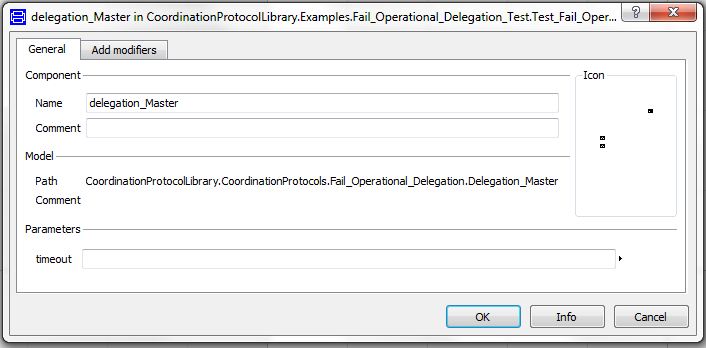 delegation_Master in CoordinationProtocolLibrary.Examples.Fail_Operational_Delegation_Test.Test_Fail_Oper... ?
General Add modifiers
Component Icon
Name delegation_Master
Comment
Model
Path CoordinationProtocolLibrary.CoordinationProtocols.Fail_Operational_Delegation.Delegation_Master
Comment
Parameters
timeout
OK Info Cancel